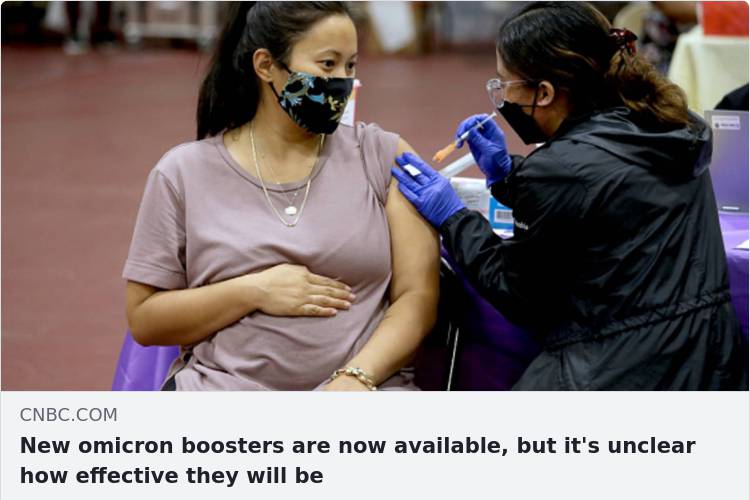 CNBC.COM
New omicron boosters are now available, but it's unclear
how effective they will be